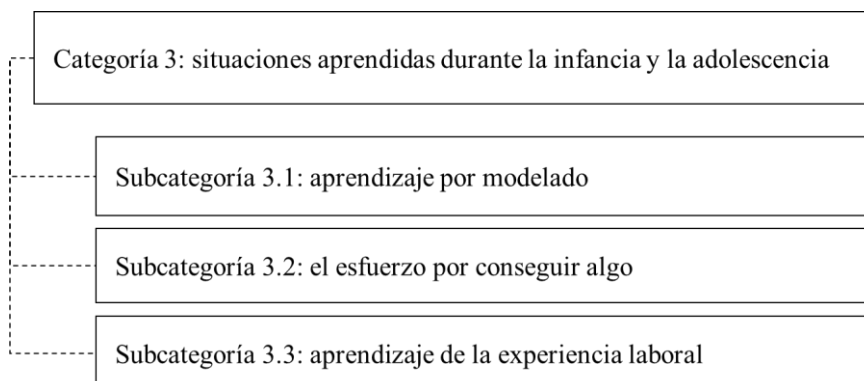 Categoría 3: situaciones aprendidas durante la infancia y la adolescencia
Subcategoría 3.1: aprendizaje por modelado
Subcategoría 3.2: el esfuerzo por conseguir algo
Subcategoría 3.3: aprendizaje de la experiencia laboral